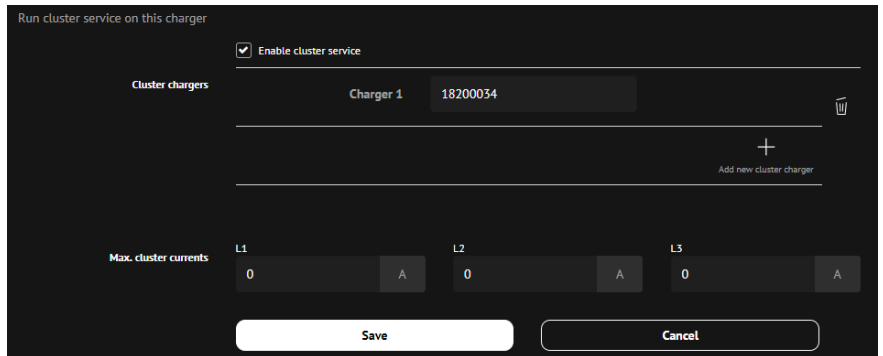 Run cluster service on this charger
Enable cluster service
Cluster chargers
Charger 1
18200034
Add new cluster charger
Max. cluster currents
L1
L2
L3
0 A
0 A
0 A
Save
Cancel